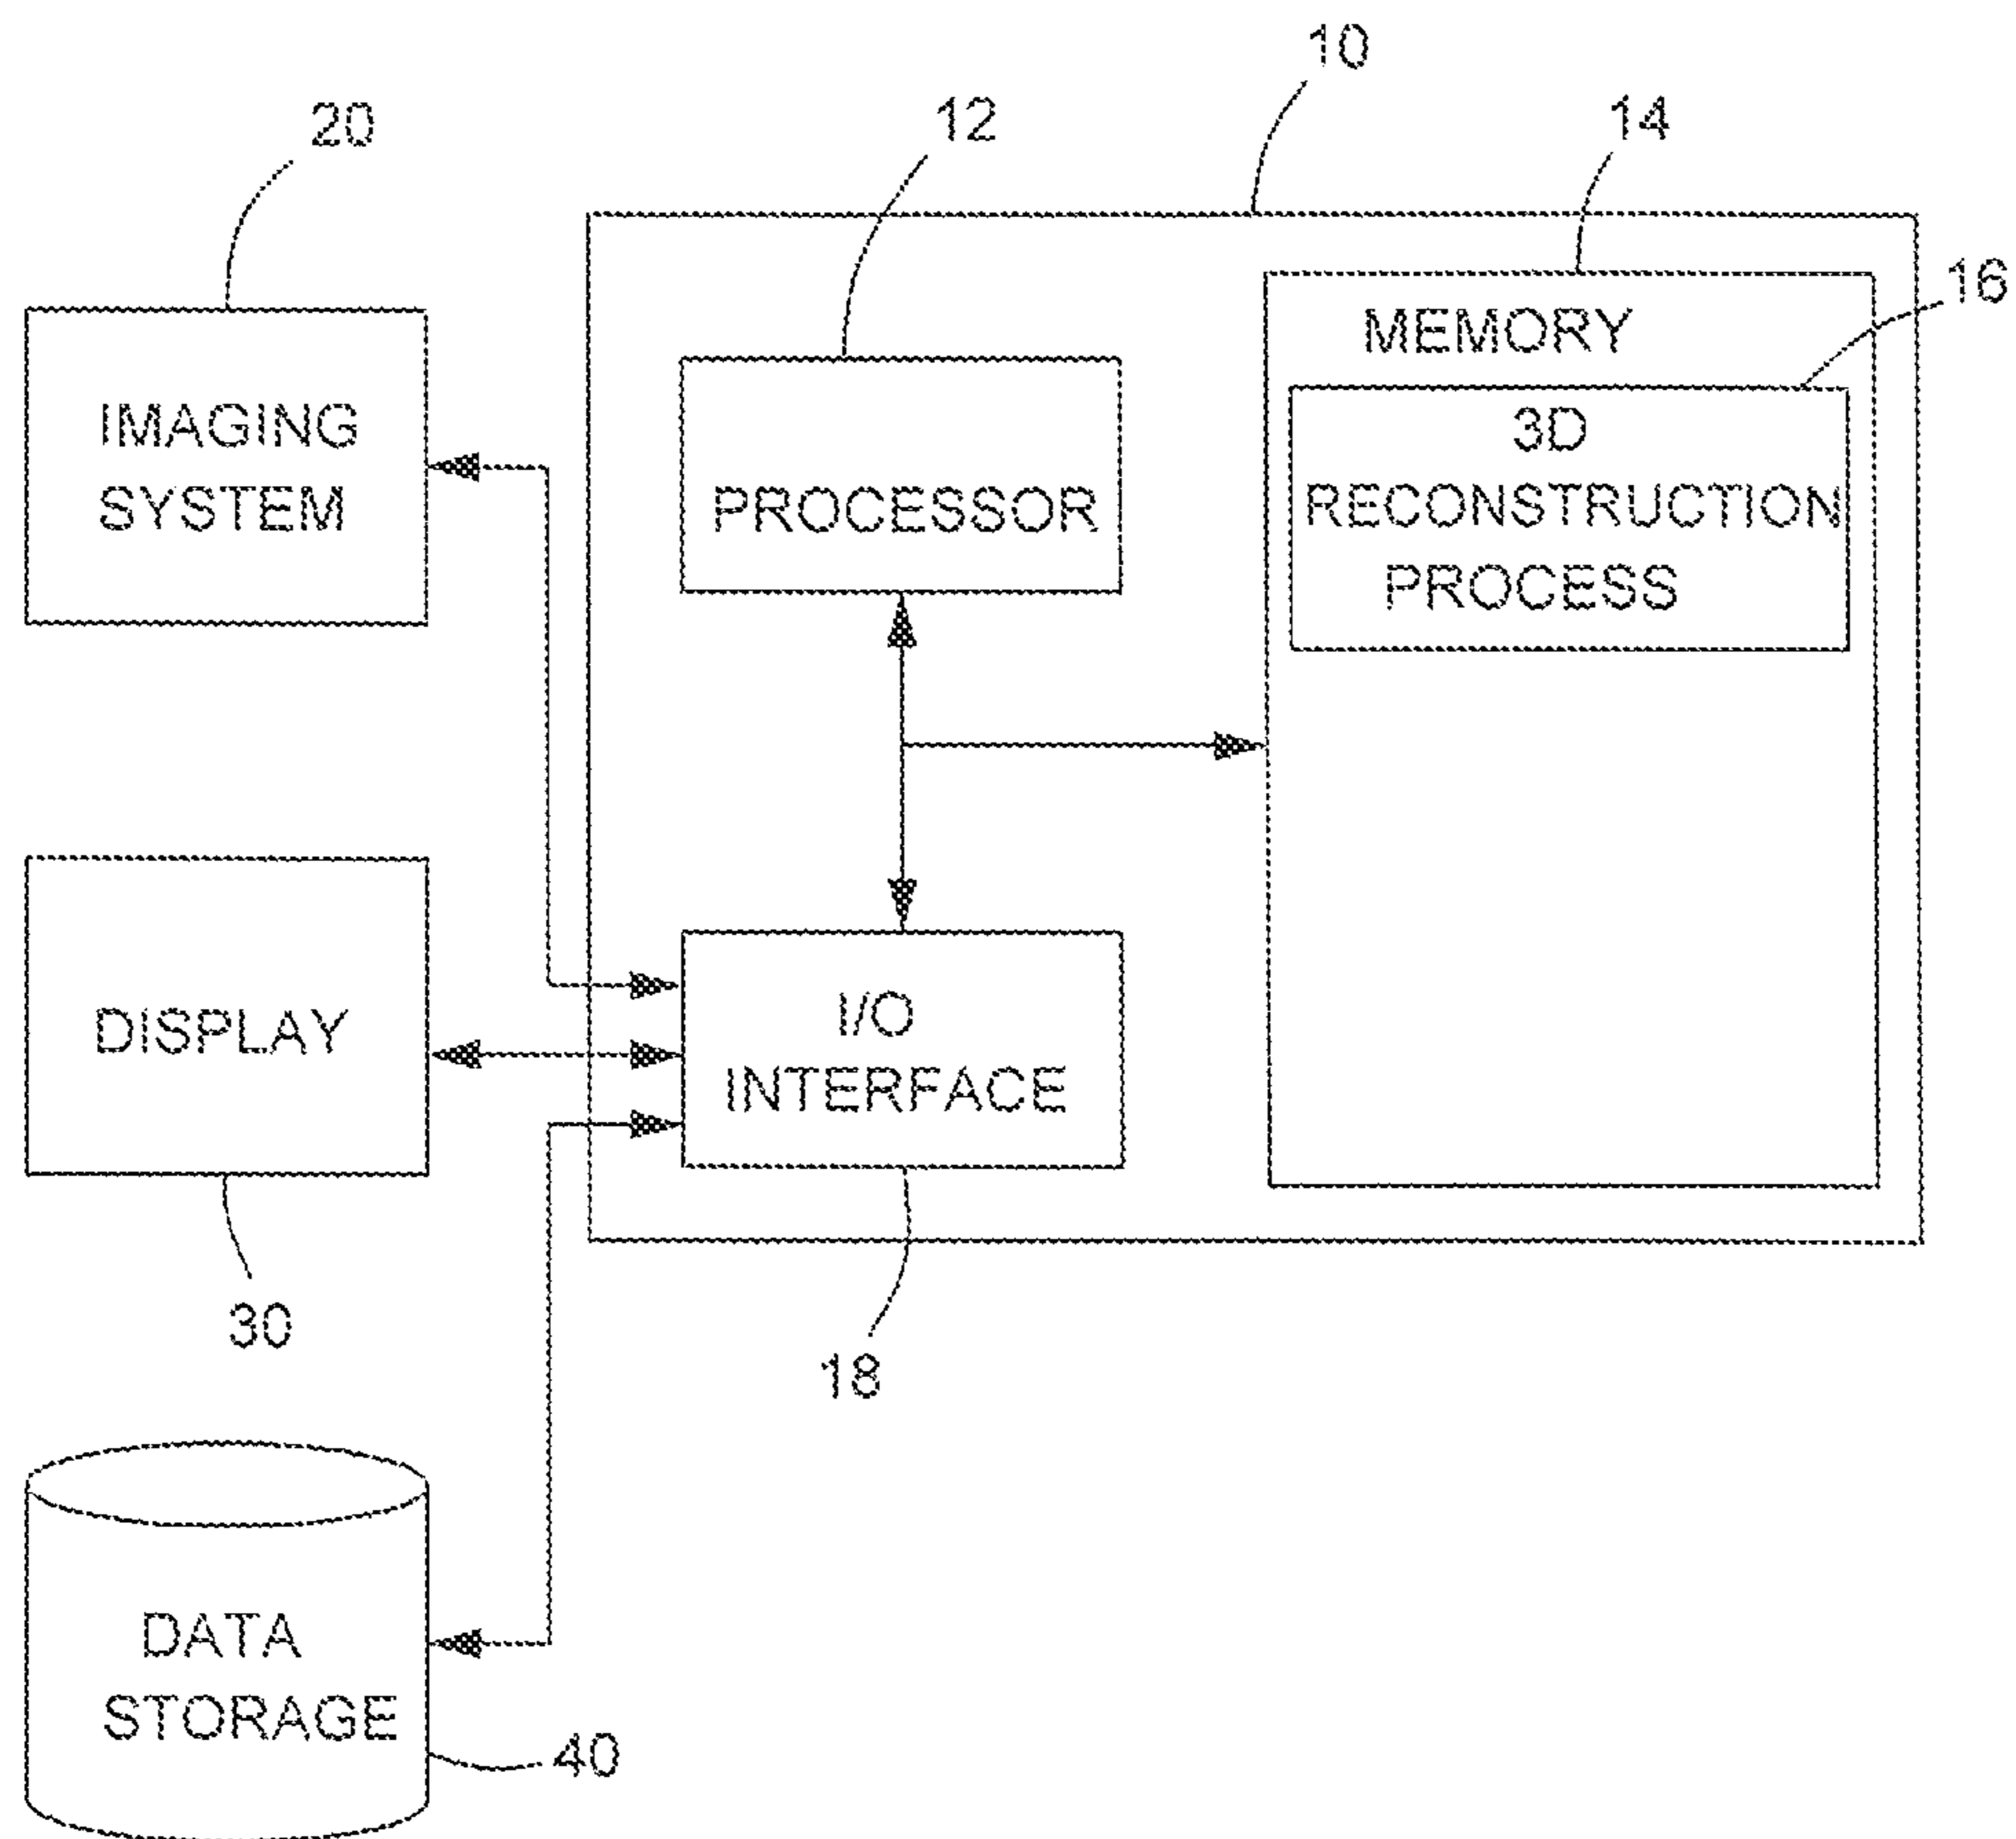 10
20
12
14
16
MEMORY
IMAGING
SYSTEM
PROCESSOR
3D
RECONSTRUCTION
PROCESS
DISPLAY
I/O
INTERFACE
30
18
DATA
STORAGE
40